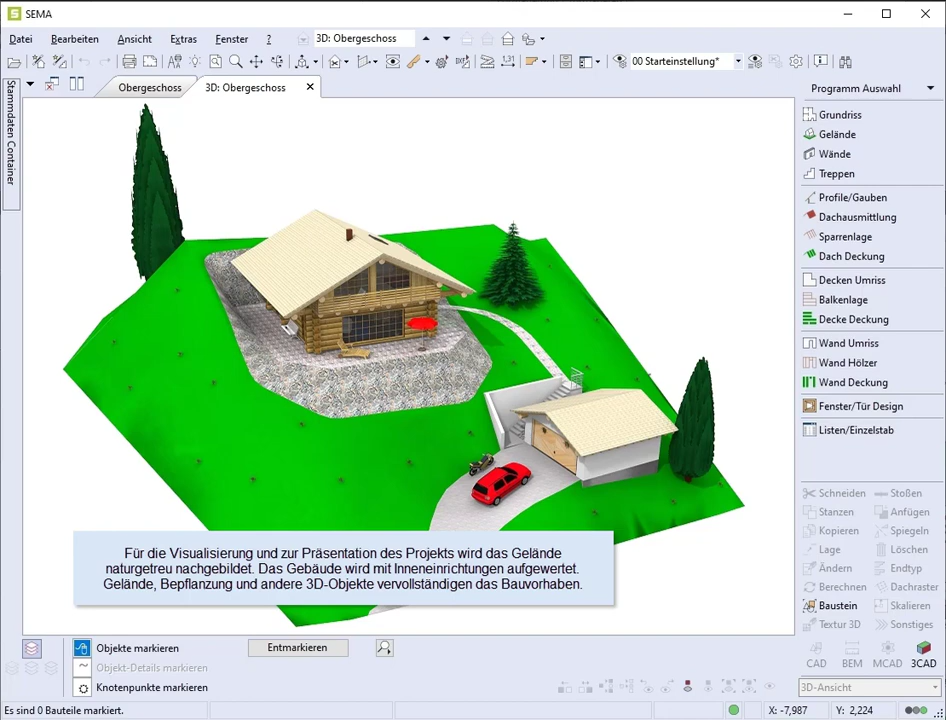 SEMA
Datei Bearbeiten Ansicht Extras Fenster ? 3D: Obergeschoss
00 Starteinstellung*
Stammdaten Container
Obergeschoss 3D: Obergeschoss
Programm Auswahl
Grundriss
Gelände
Wände
Treppen
Profile/Gauben
Dachausmittlung
Sparrenlage
Dach Deckung
Decken Umriss
Balkenlage
Decke Deckung
Wand Umriss
Wand Hölzer
Wand Deckung
Fenster/Tür Design
Listen/Einzelstab
Schneiden Stoßen
Stanzen Anfügen
Kopieren Spiegeln
Lage Löschen
Ändern Endtyp
Berechnen Dachraster
Baustein Skalieren
Textur 3D Sonstiges
CAD BEM MCAD 3CAD
3D-Ansicht
Für die Visualisierung und zur Präsentation des Projekts wird das Gelände
naturgetreu nachgebildet. Das Gebäude wird mit Inneneinrichtungen aufgewertet.
Gelände, Bepflanzung und andere 3D-Objekte vervollständigen das Bauvorhaben.
Objekte markieren Entmarkieren
Objekt-Details markieren
Knotenpunkte markieren
Es sind 0 Bauteile markiert. X: -7,987 Y: 2,224